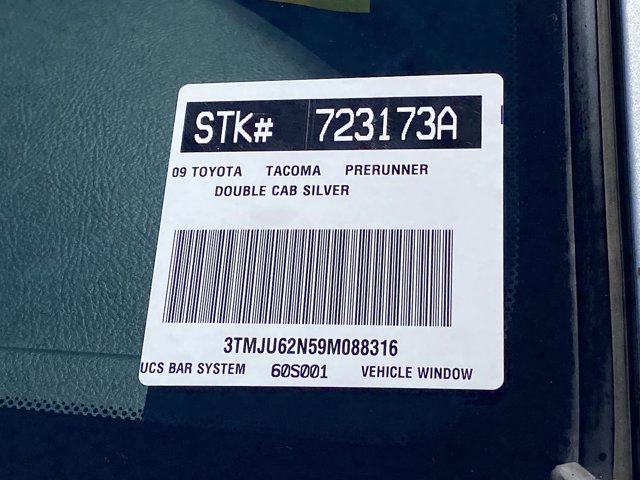 STK# 723173A
09 TOYOTA TACOMA PRERUNNER
DOUBLE CAB SILVER
3TMJU62N59M088316
UCS BAR SYSTEM 60S001 VEHICLE WINDOW